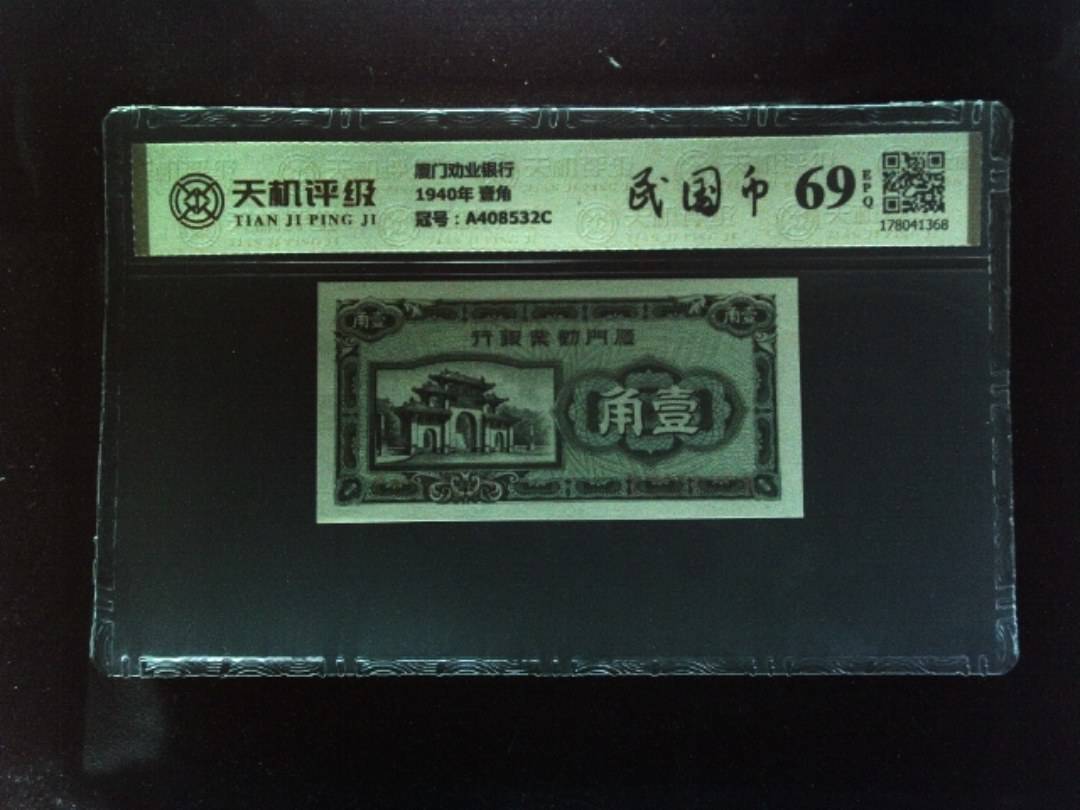 天机评级
TIAN JI PING JI
厦门劝业银行
1940年 壹角
冠号：A408532C
民国币
69
EPQ
178041368
角壹
角壹
行銀業勸門厦
角壹